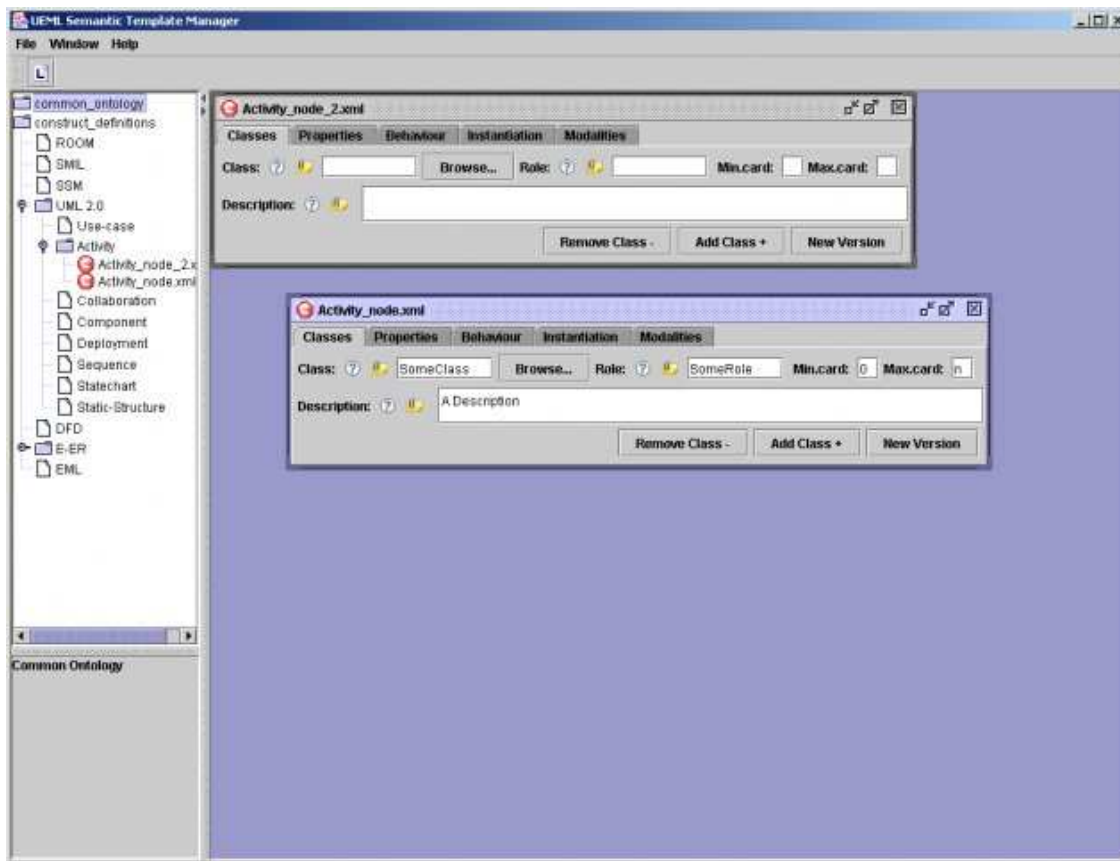 UEML Semantic Template Manager
File Window Help
L
common_ontology
construct_definitions
ROOM
SMIL
SSM
UML 2.0
Use-case
Activity
Activity_node_2.x
Activity_node.xml
Collaboration
Component
Deployment
Sequence
Statechart
Static-Structure
DFD
E-ER
EML
Common Ontology
Activity_node_2.xml
Classes Properties Behaviour Instantiation Modalities
Class: ? Browse... Role: ? Min.card: Max.card:
Description: ?
Remove Class - Add Class + New Version
Activity_node.xml
Classes Properties Behaviour Instantiation Modalities
Class: ? SomeClass Browse... Role: ? SomeRole Min.card: 0 Max.card: n
Description: ? A Description
Remove Class - Add Class + New Version